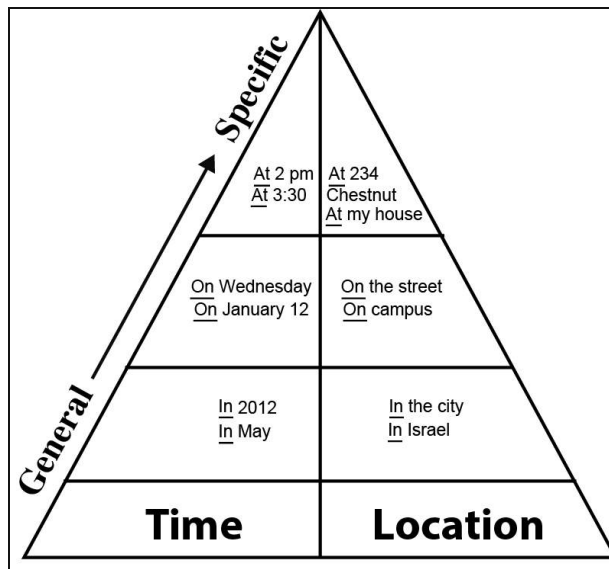 Specific
General
At 2 pm
At 3:30
At 234
Chestnut
At my house
On Wednesday
On January 12
On the street
On campus
In 2012
In May
In the city
In Israel
Time
Location